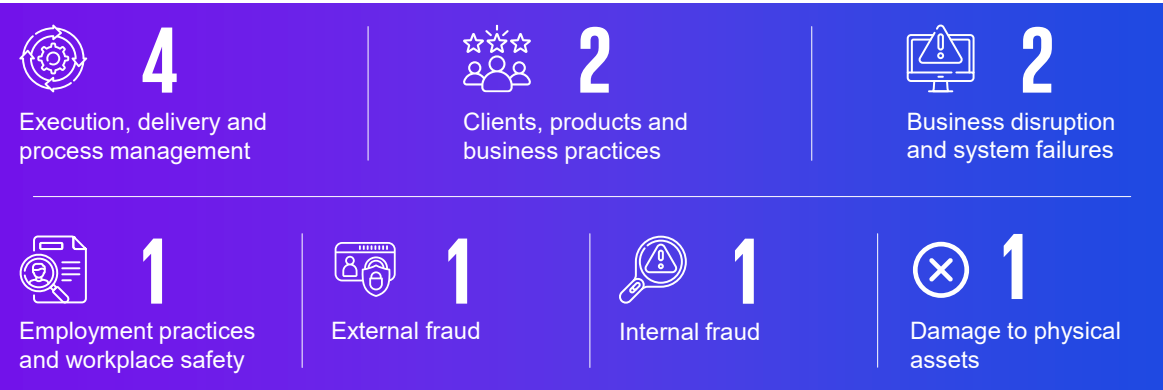 4
Execution, delivery and
process management
2
Clients, products and
business practices
2
Business disruption
and system failures
1
Employment practices
and workplace safety
1
External fraud
1
Internal fraud
1
Damage to physical
assets